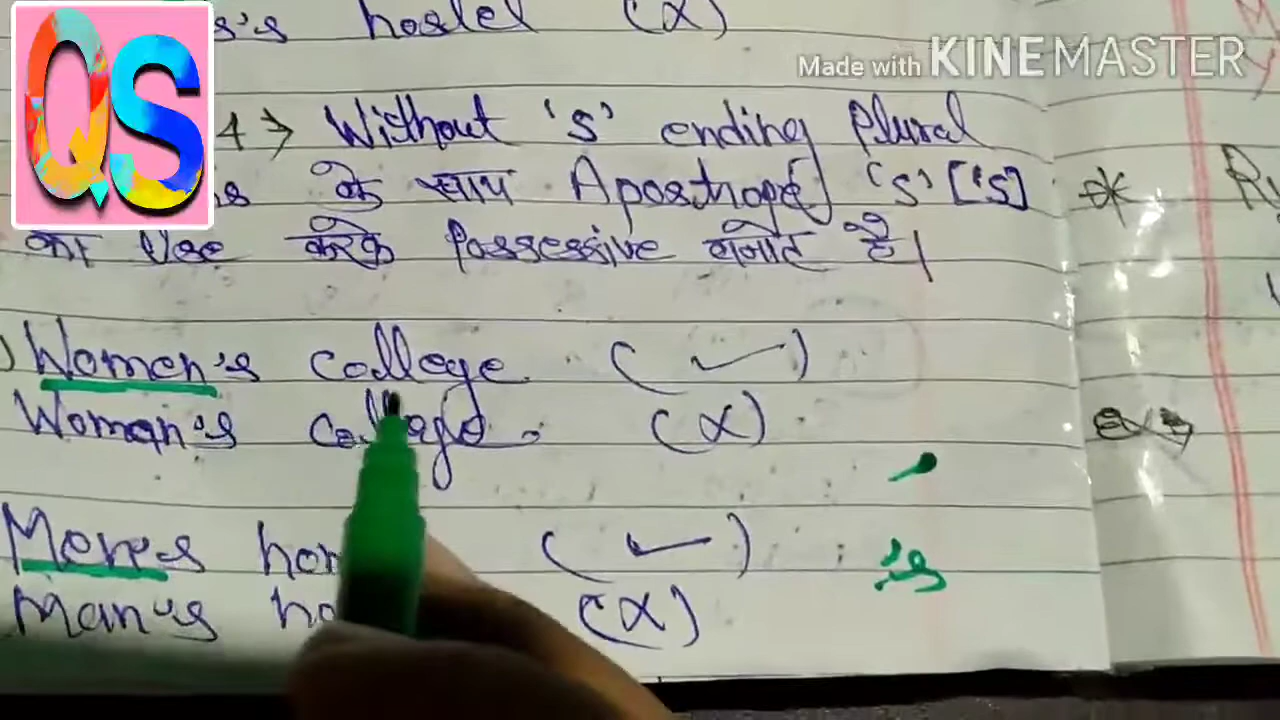 s's hostel (X)
Made with KINEMASTER
QS
4 → Without 's' ending Plural
के साथ Aposthope 's' ['s]
का Use करके Possessive बनाते है।
Women's college (✓)
Woman's college. (X)
Men's (✓)
's
Man's (X)